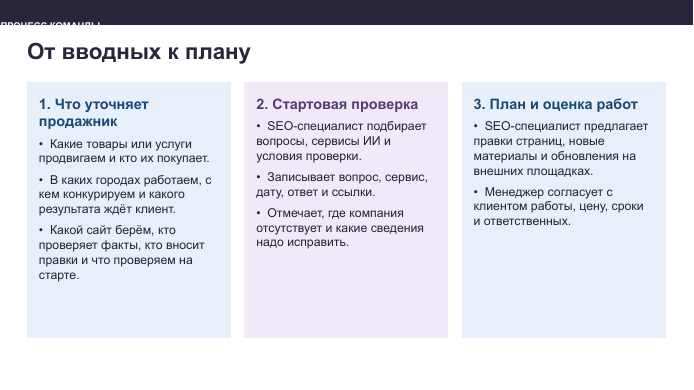 ПРОЦЕСС КОМАНДЫ
От вводных к плану
1. Что уточняет
продажник
• Какие товары или услуги
продвигаем и кто их покупает.
• В каких городах работаем, с
кем конкурируем и какого
результата ждёт клиент.
• Какой сайт берём, кто
проверяет факты, кто вносит
правки и что проверяем на
старте.
2. Стартовая проверка
• SEO-специалист подбирает
вопросы, сервисы ИИ и
условия проверки.
• Записывает вопрос, сервис,
дату, ответ и ссылки.
• Отмечает, где компания
отсутствует и какие сведения
надо исправить.
3. План и оценка работ
• SEO-специалист предлагает
правки страниц, новые
материалы и обновления на
внешних площадках.
• Менеджер согласует с
клиентом работы, цену, сроки
и ответственных.